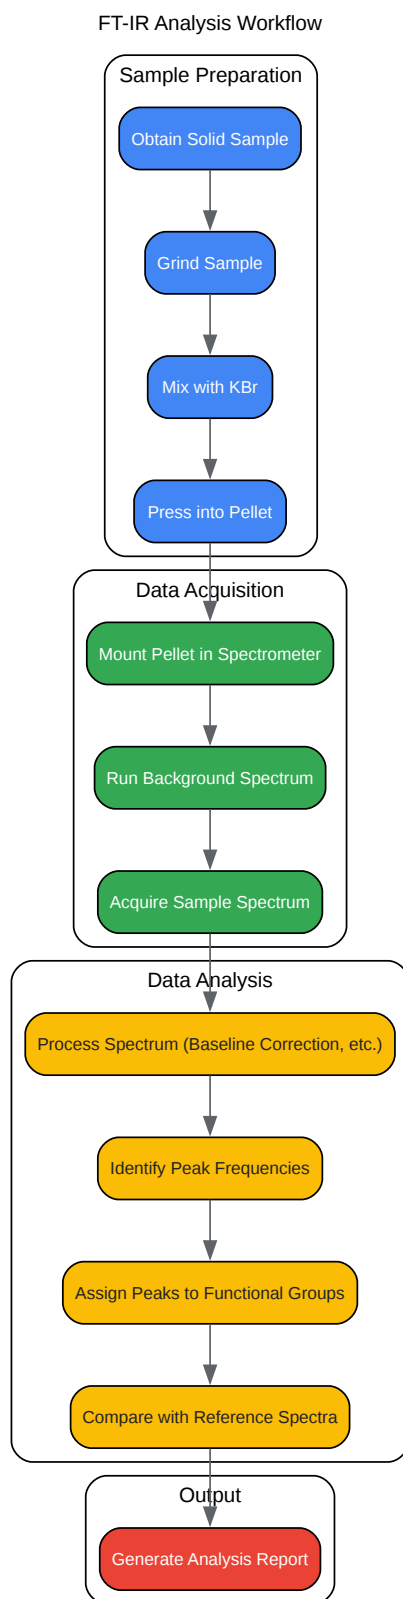 FT-IR Analysis Workflow
Sample Preparation
Obtain Solid Sample
Grind Sample
Mix with KBr
Press into Pellet
Data Acquisition
Mount Pellet in Spectrometer
Run Background Spectrum
Acquire Sample Spectrum
Data Analysis
Process Spectrum (Baseline Correction, etc.)
Identify Peak Frequencies
Assign Peaks to Functional Groups
Compare with Reference Spectra
Output
Generate Analysis Report